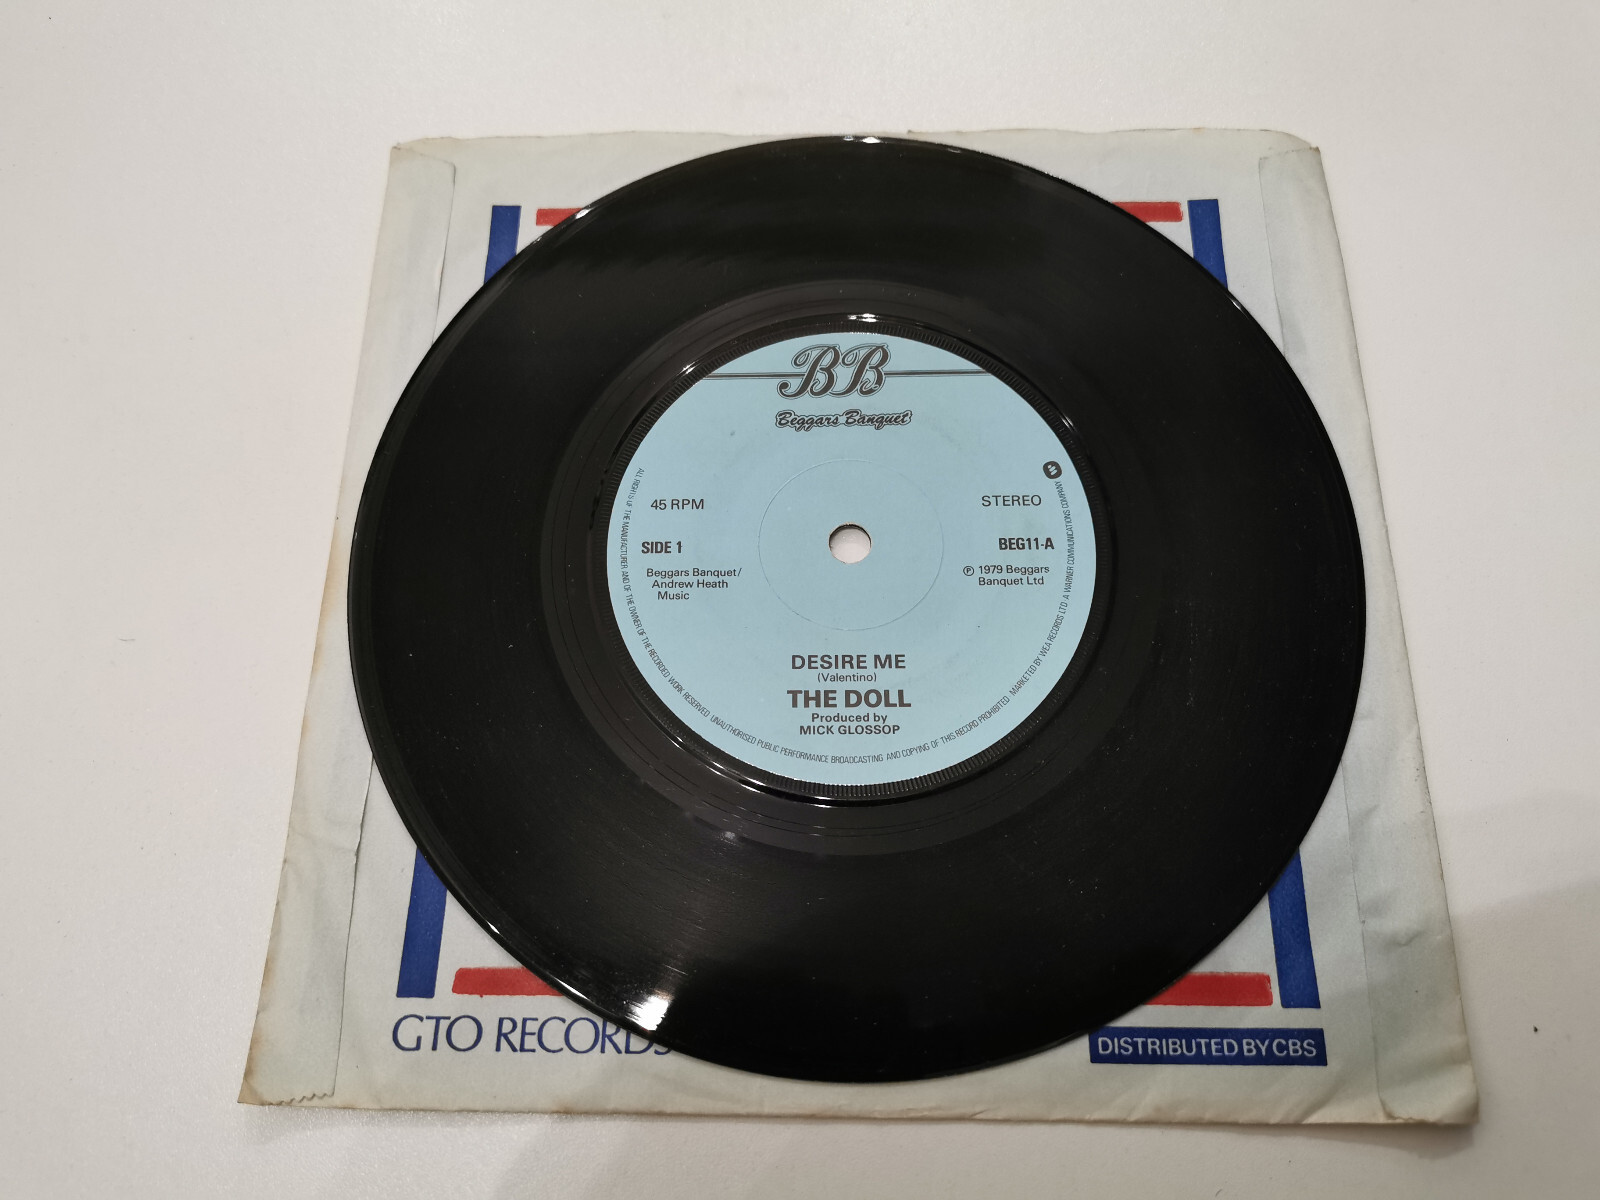 BB
Beggars Banquet
45 RPM
STEREO
SIDE 1
BEG11-A
Beggars Banquet/
Andrew Heath
Music
℗ 1979 Beggars
Banquet Ltd
DESIRE ME
(Valentino)
THE DOLL
Produced by
MICK GLOSSOP
ALL RIGHTS OF THE MANUFACTURER AND OF THE OWNER OF THE RECORDED WORK RESERVED UNAUTHORISED PUBLIC PERFORMANCE BROADCASTING AND COPYING OF THIS RECORD PROHIBITED MARKETED BY WEA RECORDS LTD. A WARNER COMMUNICATIONS COMPANY
GTO RECORDS
DISTRIBUTED BY CBS